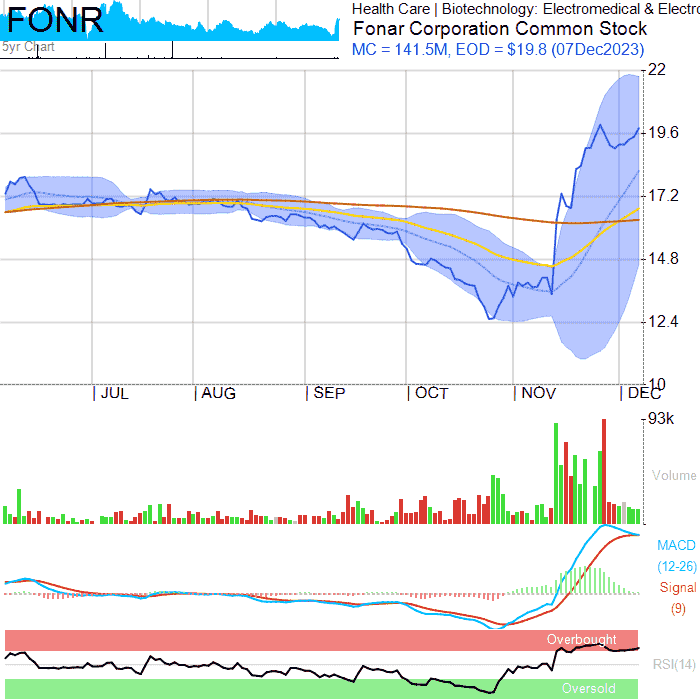 FONR
Health Care | Biotechnology: Electromedical & Electro
Fonar Corporation Common Stock
5yr Chart
MC = 141.5M, EOD = $19.8 (07Dec2023)
22
19.6
17.2
14.8
12.4
10
JUL AUG SEP OCT NOV DEC
93k
Volume
MACD
(12-26)
Signal
(9)
Overbought
RSI(14)
Oversold